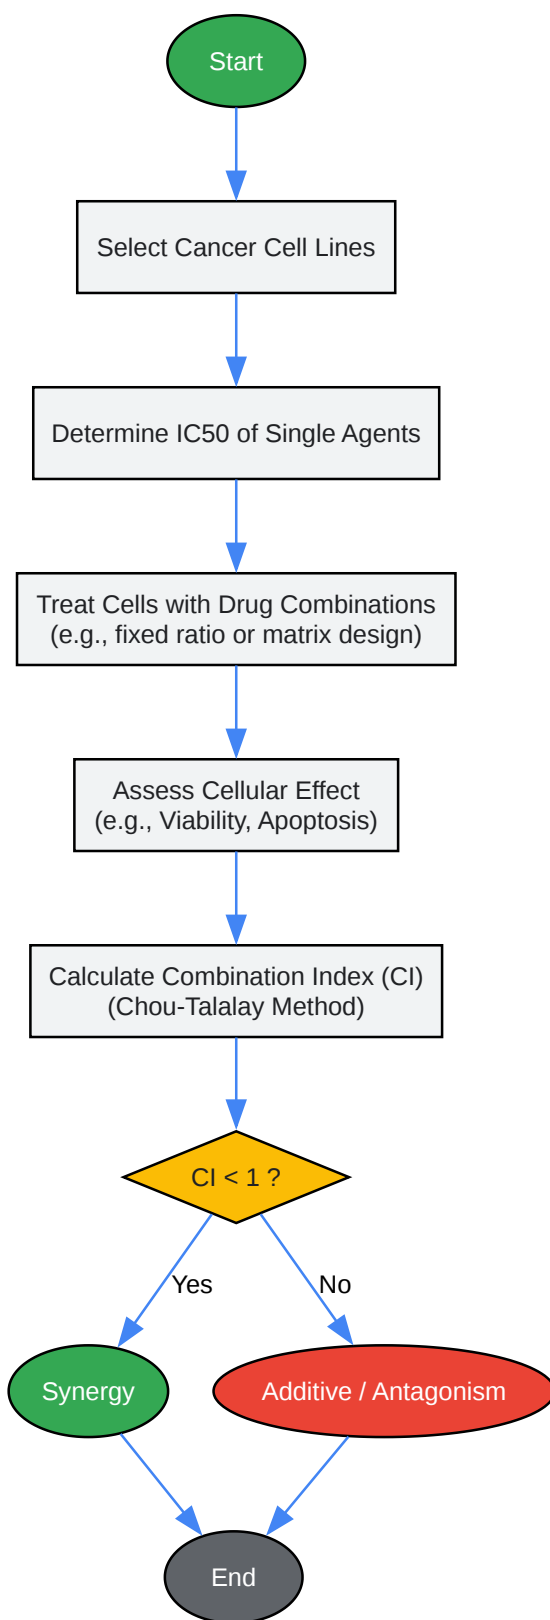 Start
Select Cancer Cell Lines
Determine IC50 of Single Agents
Treat Cells with Drug Combinations
(e.g., fixed ratio or matrix design)
Assess Cellular Effect
(e.g., Viability, Apoptosis)
Calculate Combination Index (CI)
(Chou-Talalay Method)
CI < 1 ?
Yes
No
Synergy
Additive / Antagonism
End